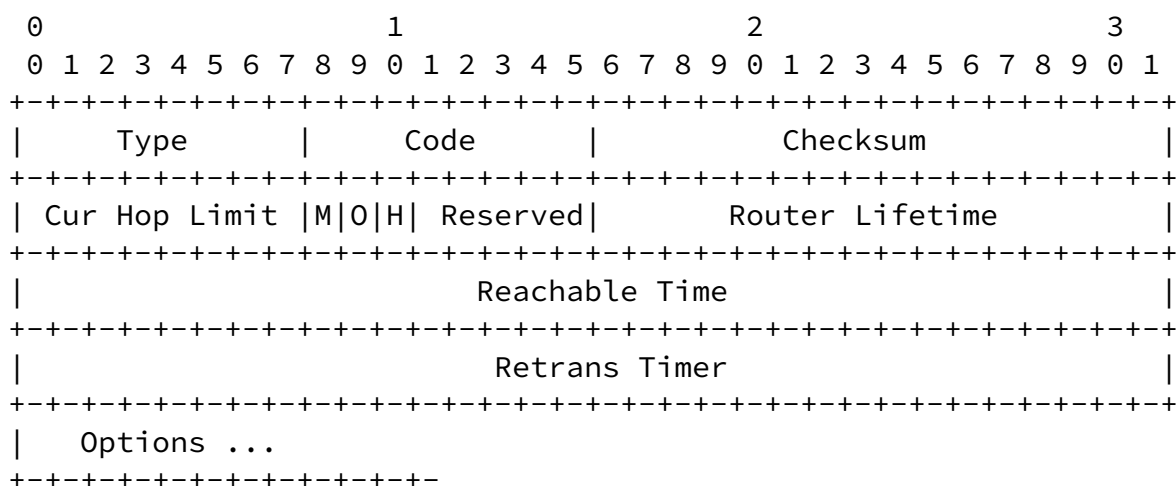 0                   1                   2                   3
 0 1 2 3 4 5 6 7 8 9 0 1 2 3 4 5 6 7 8 9 0 1 2 3 4 5 6 7 8 9 0 1
+-+-+-+-+-+-+-+-+-+-+-+-+-+-+-+-+-+-+-+-+-+-+-+-+-+-+-+-+-+-+-+-+
|     Type      |     Code      |          Checksum             |
+-+-+-+-+-+-+-+-+-+-+-+-+-+-+-+-+-+-+-+-+-+-+-+-+-+-+-+-+-+-+-+-+
| Cur Hop Limit |M|O|H| Reserved|       Router Lifetime         |
+-+-+-+-+-+-+-+-+-+-+-+-+-+-+-+-+-+-+-+-+-+-+-+-+-+-+-+-+-+-+-+-+
|                         Reachable Time                        |
+-+-+-+-+-+-+-+-+-+-+-+-+-+-+-+-+-+-+-+-+-+-+-+-+-+-+-+-+-+-+-+-+
|                          Retrans Timer                        |
+-+-+-+-+-+-+-+-+-+-+-+-+-+-+-+-+-+-+-+-+-+-+-+-+-+-+-+-+-+-+-+-+
|   Options ...
+-+-+-+-+-+-+-+-+-+-+-+-